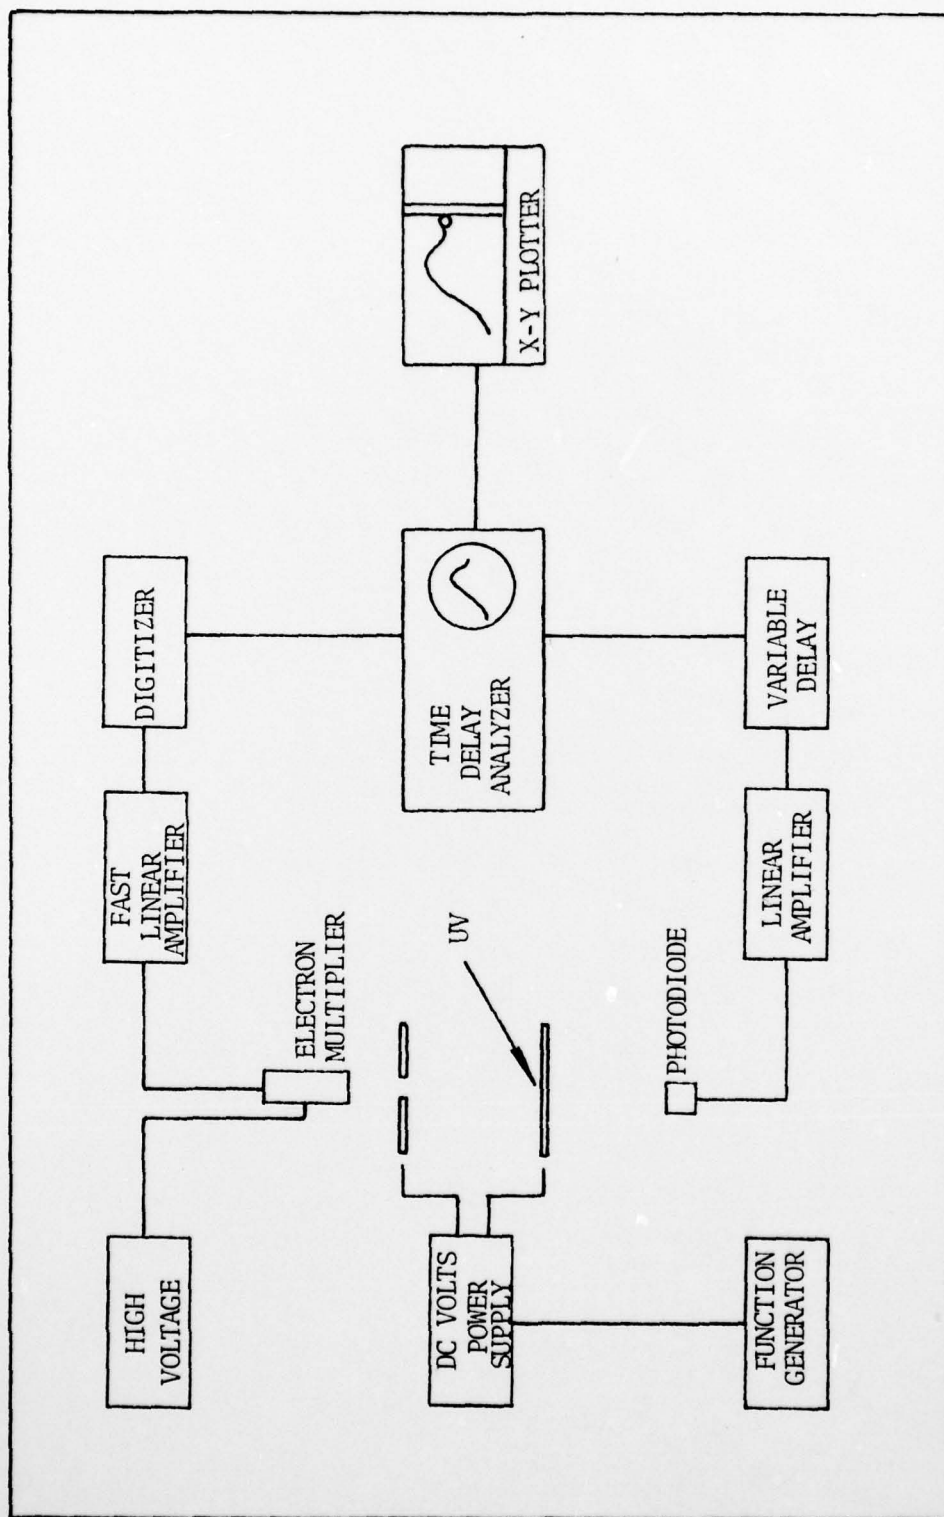 HIGH
VOLTAGE
FAST
LINEAR
AMPLIFIER
DIGITIZER
ELECTRON
MULTIPLIER
DC VOLTS
POWER
SUPPLY
UV
TIME
DELAY
ANALYZER
X-Y PLOTTER
PHOTODIODE
FUNCTION
GENERATOR
LINEAR
AMPLIFIER
VARIABLE
DELAY